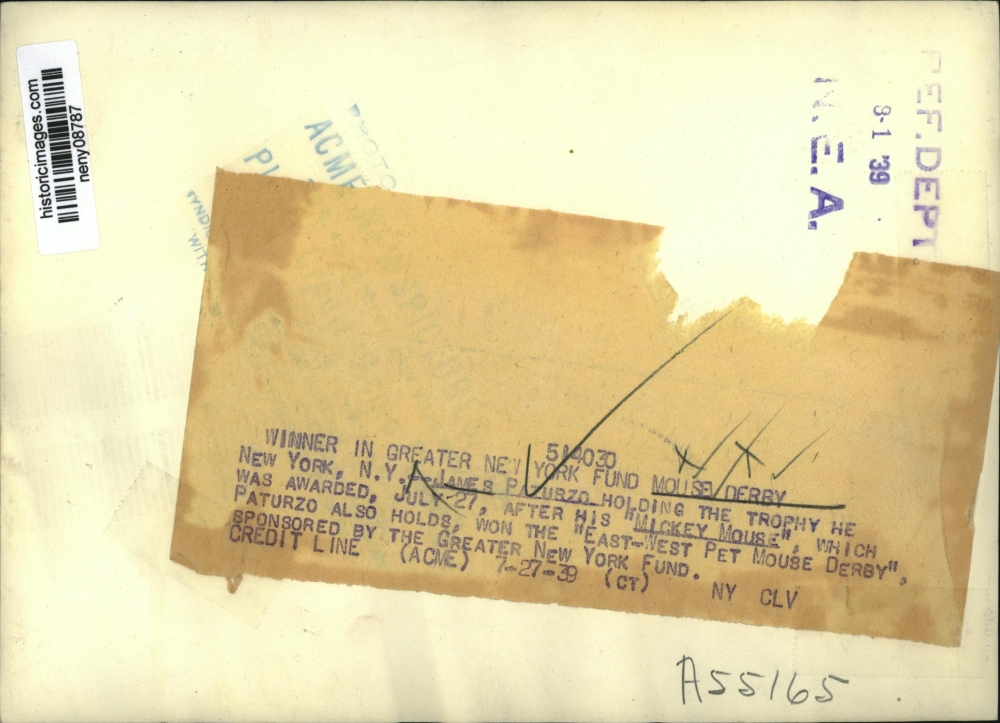 historicimages.com
neny08787
REF. DEPT.
8-1 '39
N.E.A.
ACME
SYNDIC
WITH
514030
WINNER IN GREATER NEW YORK FUND MOUSE DERBY
NEW YORK, N.Y.--JAMES PATURZO HOLDING THE TROPHY HE
WAS AWARDED, JULY 27, AFTER HIS "MICKEY MOUSE", WHICH
PATURZO ALSO HOLDS, WON THE "EAST-WEST PET MOUSE DERBY",
SPONSORED BY THE GREATER NEW YORK FUND.
CREDIT LINE (ACME) 7-27-39 (CT) NY CLV
A55165